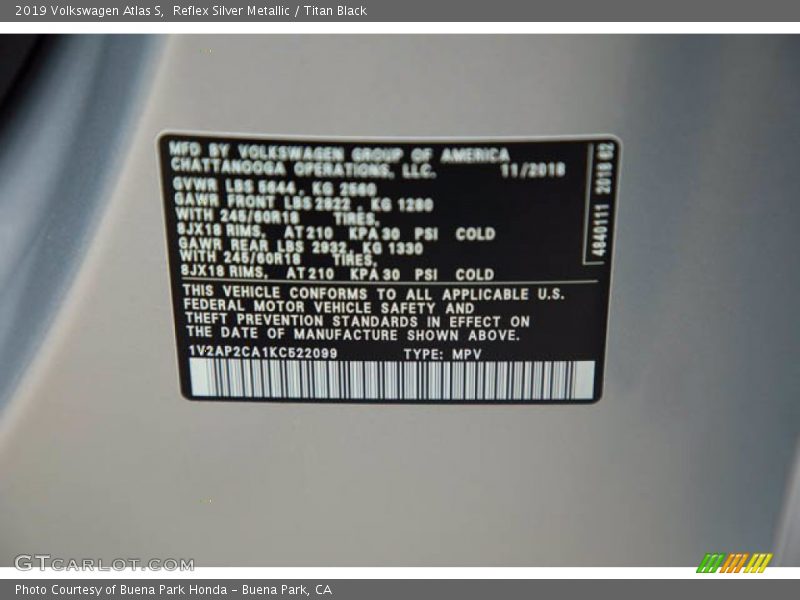 2019 Volkswagen Atlas S,  Reflex Silver Metallic / Titan Black
MFD BY VOLKSWAGEN GROUP OF AMERICA
CHATTANOOGA OPERATIONS, LLC. 11/2018
GVWR LBS 5644, KG 2560
GAWR FRONT LBS 2822, KG 1280
WITH 245/60R18 TIRES,
8JX18 RIMS, AT 210 KPA 30 PSI COLD
GAWR REAR LBS 2932, KG 1330
WITH 245/60R18 TIRES,
8JX18 RIMS, AT 210 KPA 30 PSI COLD
4840111 2018 02
THIS VEHICLE CONFORMS TO ALL APPLICABLE U.S.
FEDERAL MOTOR VEHICLE SAFETY AND
THEFT PREVENTION STANDARDS IN EFFECT ON
THE DATE OF MANUFACTURE SHOWN ABOVE.
1V2AP2CA1KC522099 TYPE: MPV
GTCARLOT.COM
Photo Courtesy of Buena Park Honda - Buena Park, CA